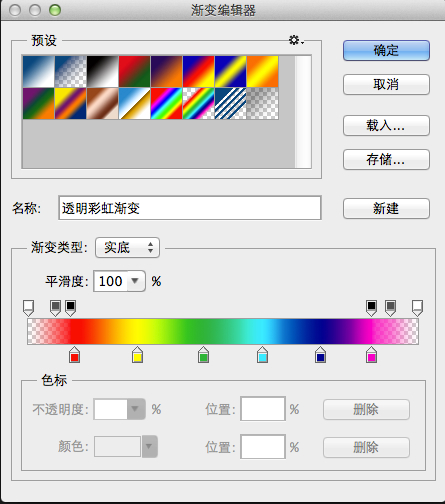 渐变编辑器
预设
确定
取消
载入...
存储...
名称: 透明彩虹渐变 新建
渐变类型: 实底
平滑度: 100 %
色标
不透明度: % 位置: % 删除
颜色: 位置: % 删除